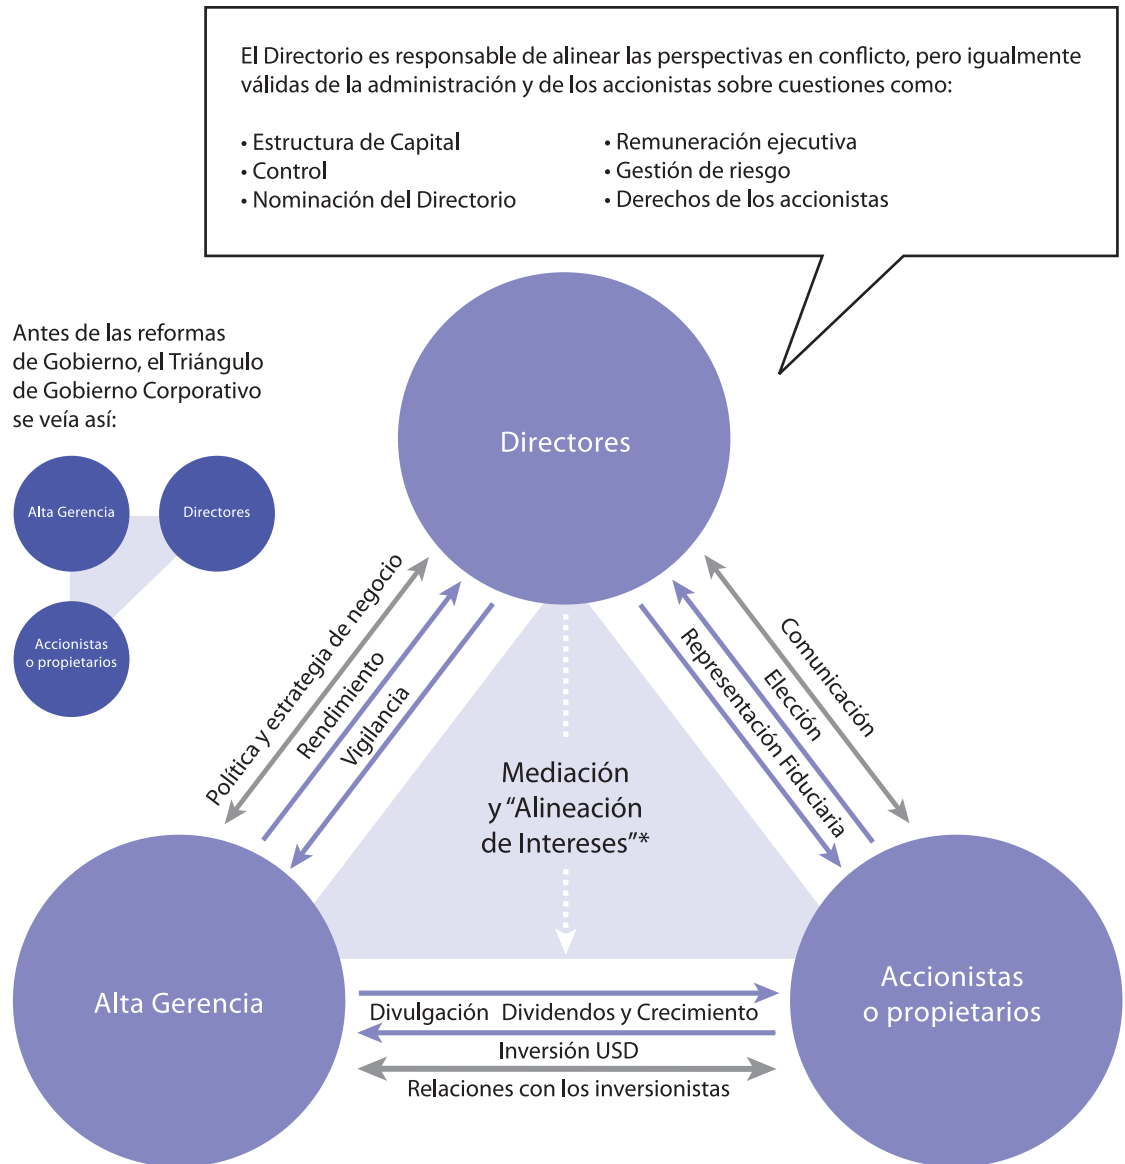 El Directorio es responsable de alinear las perspectivas en conflicto, pero igualmente
válidas de la administración y de los accionistas sobre cuestiones como:
• Estructura de Capital
• Control
• Nominación del Directorio
• Remuneración ejecutiva
• Gestión de riesgo
• Derechos de los accionistas
Antes de las reformas
de Gobierno, el Triángulo
de Gobierno Corporativo
se veía así:
Alta Gerencia
Directores
Accionistas
o propietarios
Directores
Política y estrategia de negocio
Rendimiento
Vigilancia
Comunicación
Elección
Representación Fiduciaria
Mediación
y “Alineación
de Intereses”*
Alta Gerencia
Accionistas
o propietarios
Divulgación Dividendos y Crecimiento
Inversión USD
Relaciones con los inversionistas